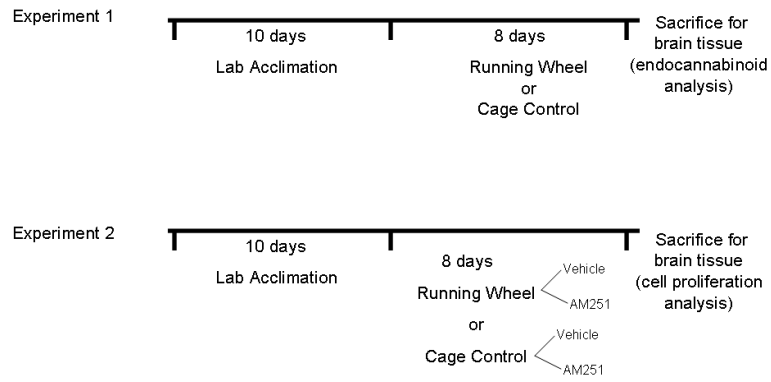 Experiment 1
10 days
Lab Acclimation
8 days
Running Wheel
or
Cage Control
Sacrifice for
brain tissue
(endocannabinoid
analysis)
Experiment 2
10 days
Lab Acclimation
8 days
Running Wheel
Vehicle
AM251
or
Cage Control
Vehicle
AM251
Sacrifice for
brain tissue
(cell proliferation
analysis)